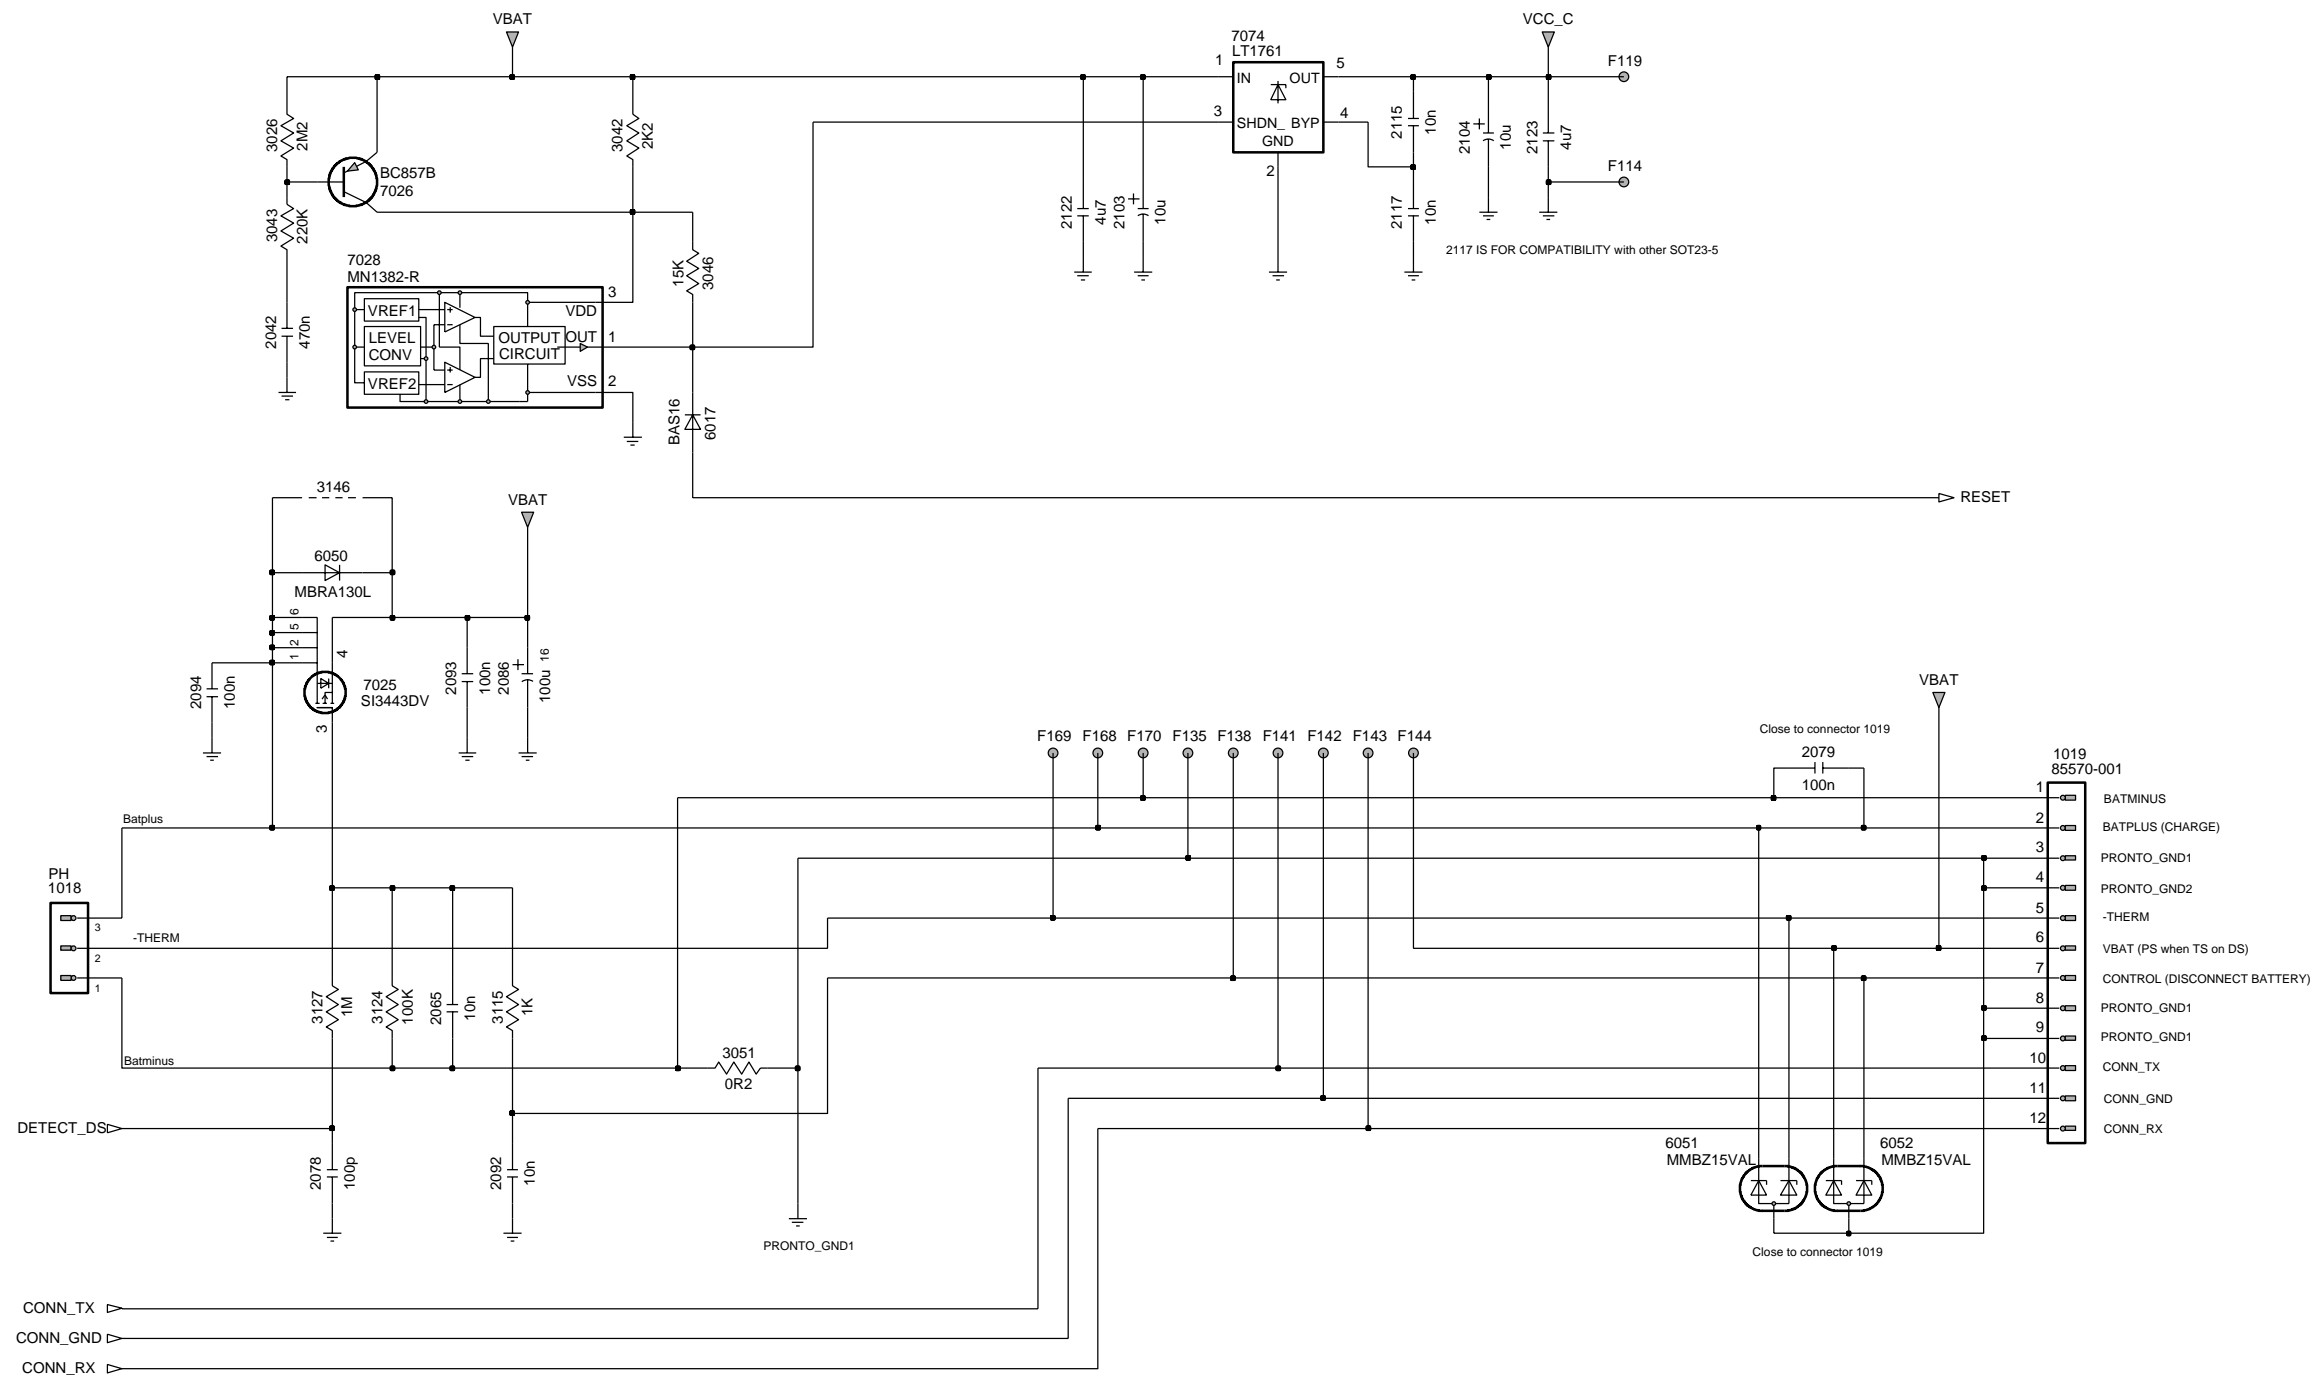 VBAT
VCC_C
7074
LT1761
F119
1
IN
OUT
5
3
SHDN_
BYP
4
GND
2
3026
2M2
3042
2K2
BC857B
7026
3043
220K
2115
10n
2104
+
10u
2123
4u7
F114
2122
4u7
2103
+
10u
2117
10n
2117 IS FOR COMPATIBILITY with other SOT23-5
7028
MN1382-R
15K
3046
3
VDD
VREF1
LEVEL
CONV
VREF2
+
−
+
−
OUTPUT
CIRCUIT
OUT
1
VSS
2
2042
470n
BAS16
6017
RESET
3146
VBAT
6050
MBRA130L
6
5
2
1
4
3
7025
SI3443DV
2094
100n
2093
100n
2086
+
100u
16
F169
F168
F170
F135
F138
F141
F142
F143
F144
Close to connector 1019
2079
100n
VBAT
1019
85570-001
1
BATMINUS
2
BATPLUS (CHARGE)
3
PRONTO_GND1
4
PRONTO_GND2
5
-THERM
6
VBAT (PS when TS on DS)
7
CONTROL (DISCONNECT BATTERY)
8
PRONTO_GND1
9
PRONTO_GND1
10
CONN_TX
11
CONN_GND
12
CONN_RX
Batplus
PH
1018
3
-THERM
2
1
Batminus
3127
1M
3124
100K
2065
10n
3115
1K
3051
0R2
DETECT_DS
2078
100p
2092
10n
PRONTO_GND1
6051
MMBZ15VAL
6052
MMBZ15VAL
Close to connector 1019
CONN_TX
CONN_GND
CONN_RX